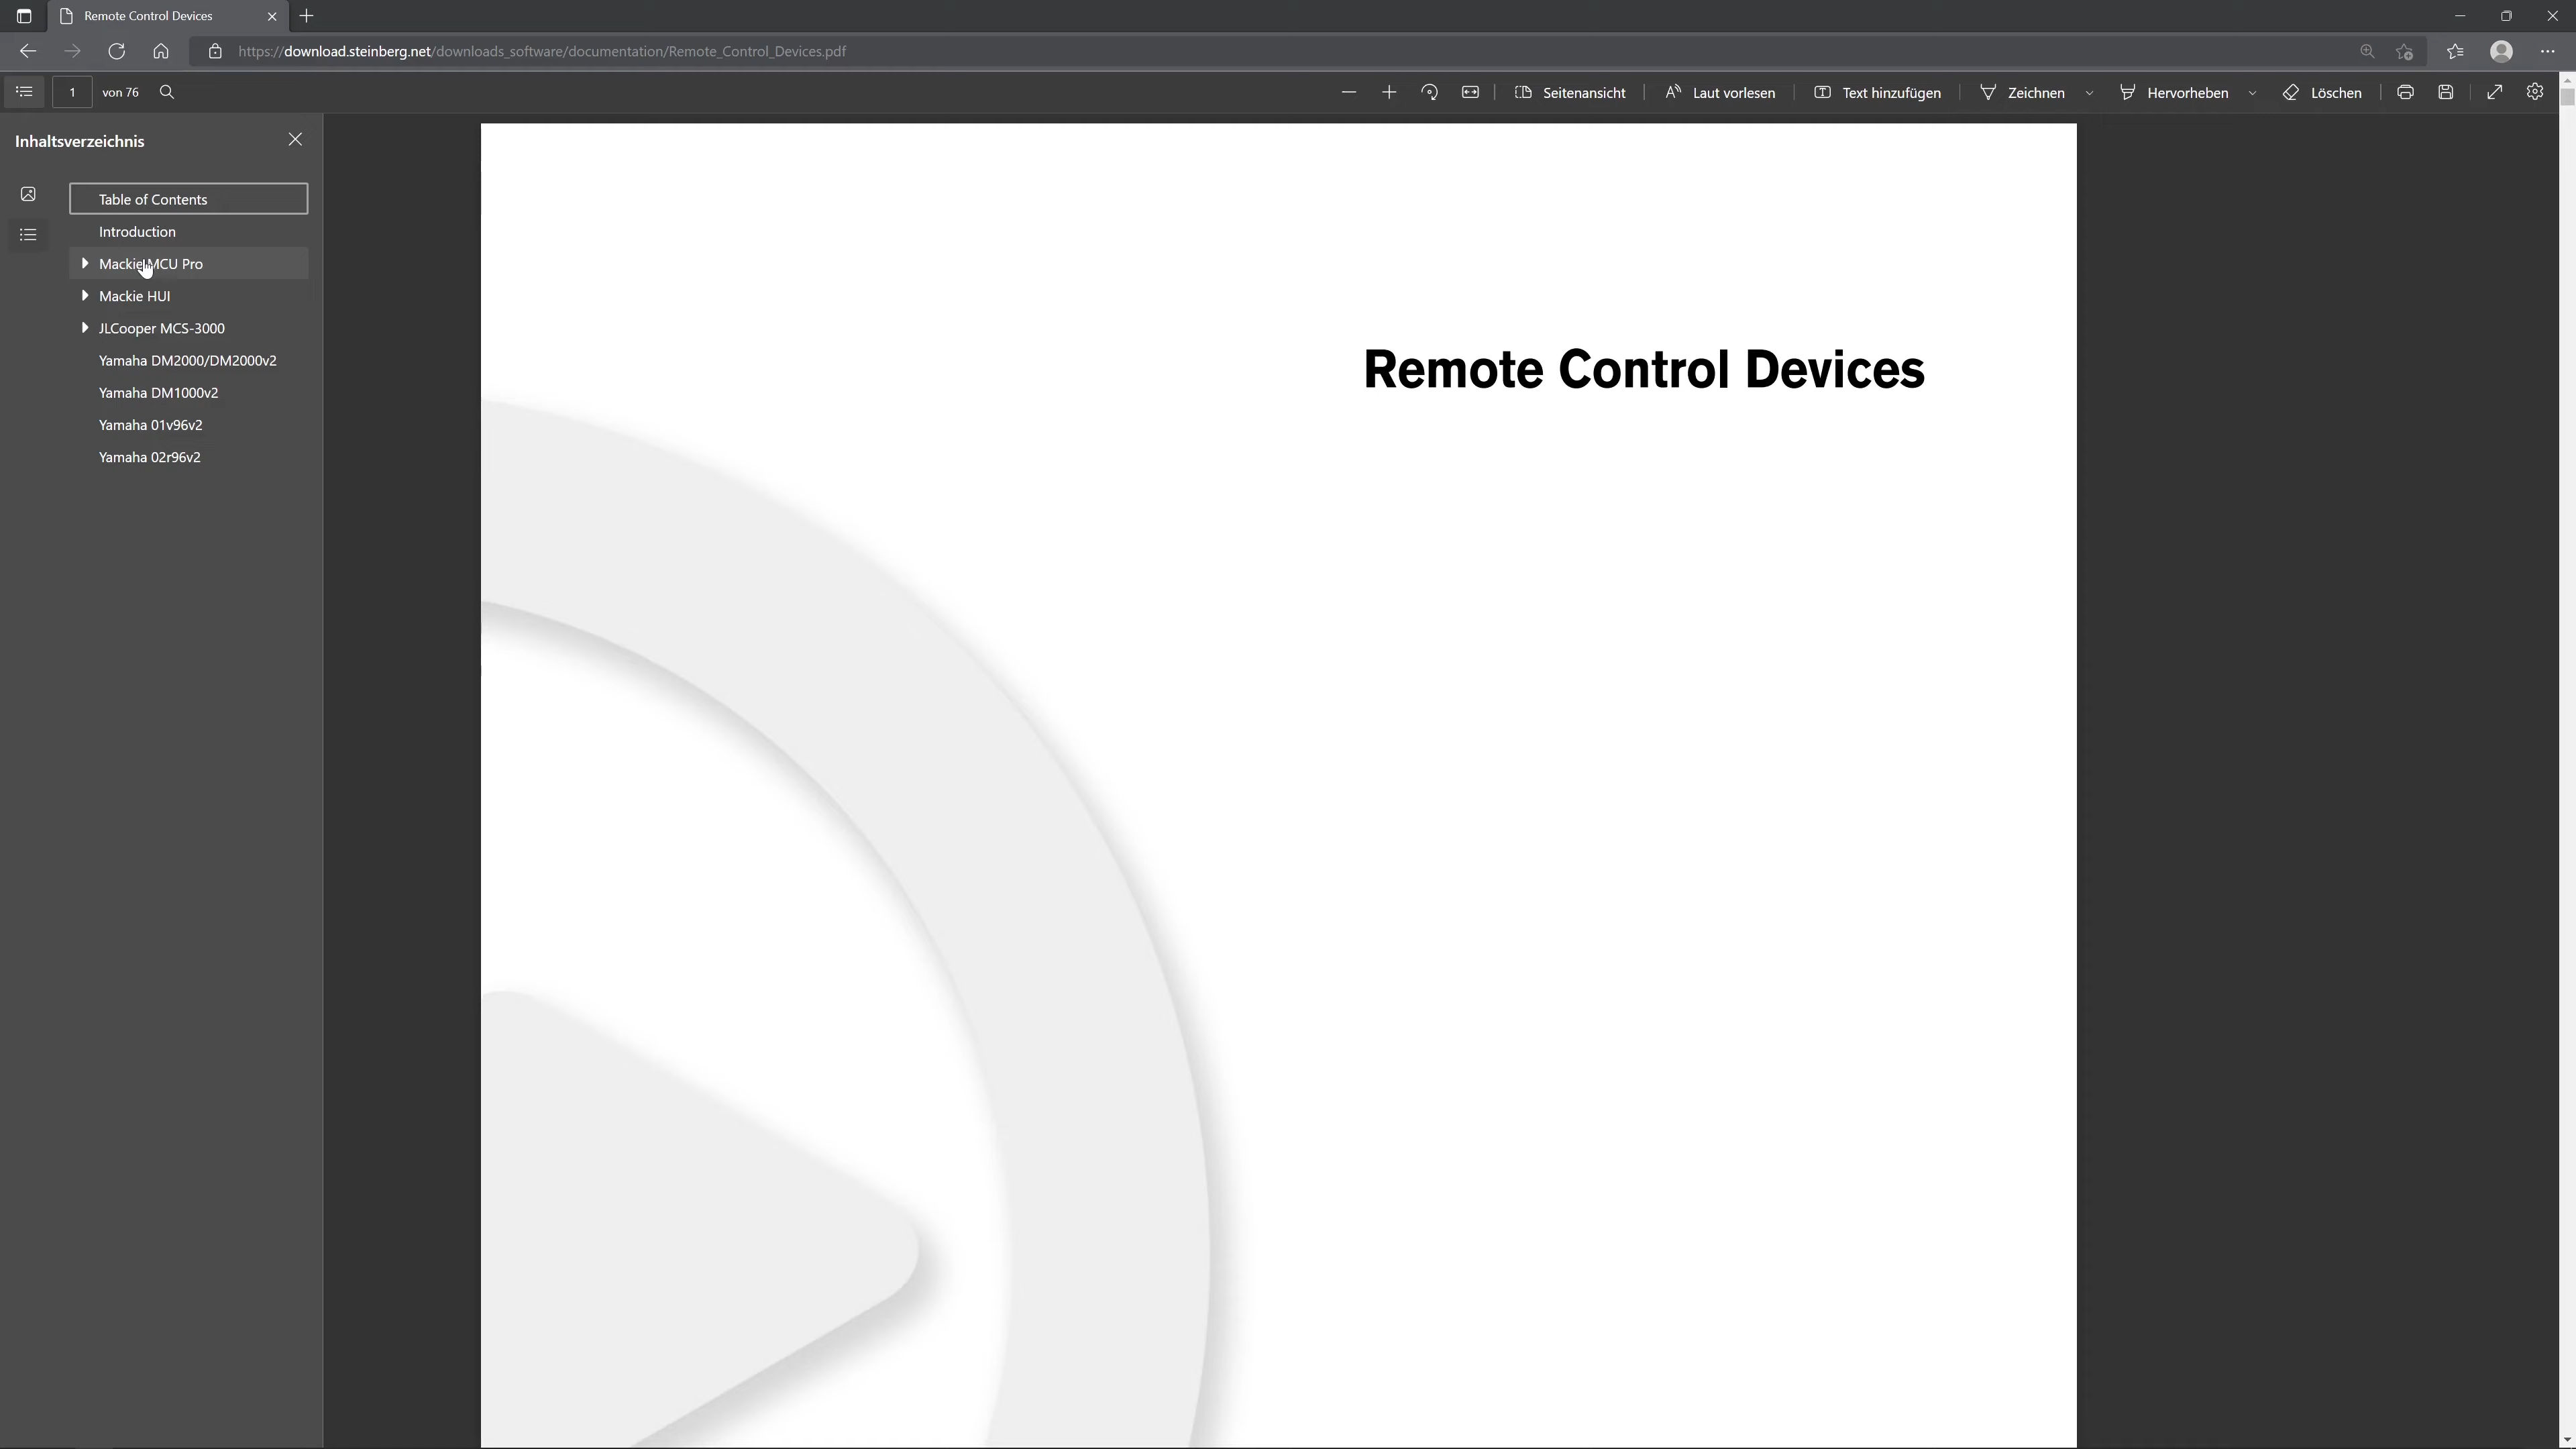 Remote Control Devices
https://download.steinberg.net/downloads_software/documentation/Remote_Control_Devices.pdf
1 von 76
Seitenansicht
Laut vorlesen
Text hinzufügen
Zeichnen
Hervorheben
Löschen
Inhaltsverzeichnis
Table of Contents
Introduction
Mackie MCU Pro
Mackie HUI
JLCooper MCS-3000
Yamaha DM2000/DM2000v2
Yamaha DM1000v2
Yamaha 01v96v2
Yamaha 02r96v2
Remote Control Devices